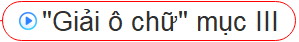 "Giải ô chữ" mục III